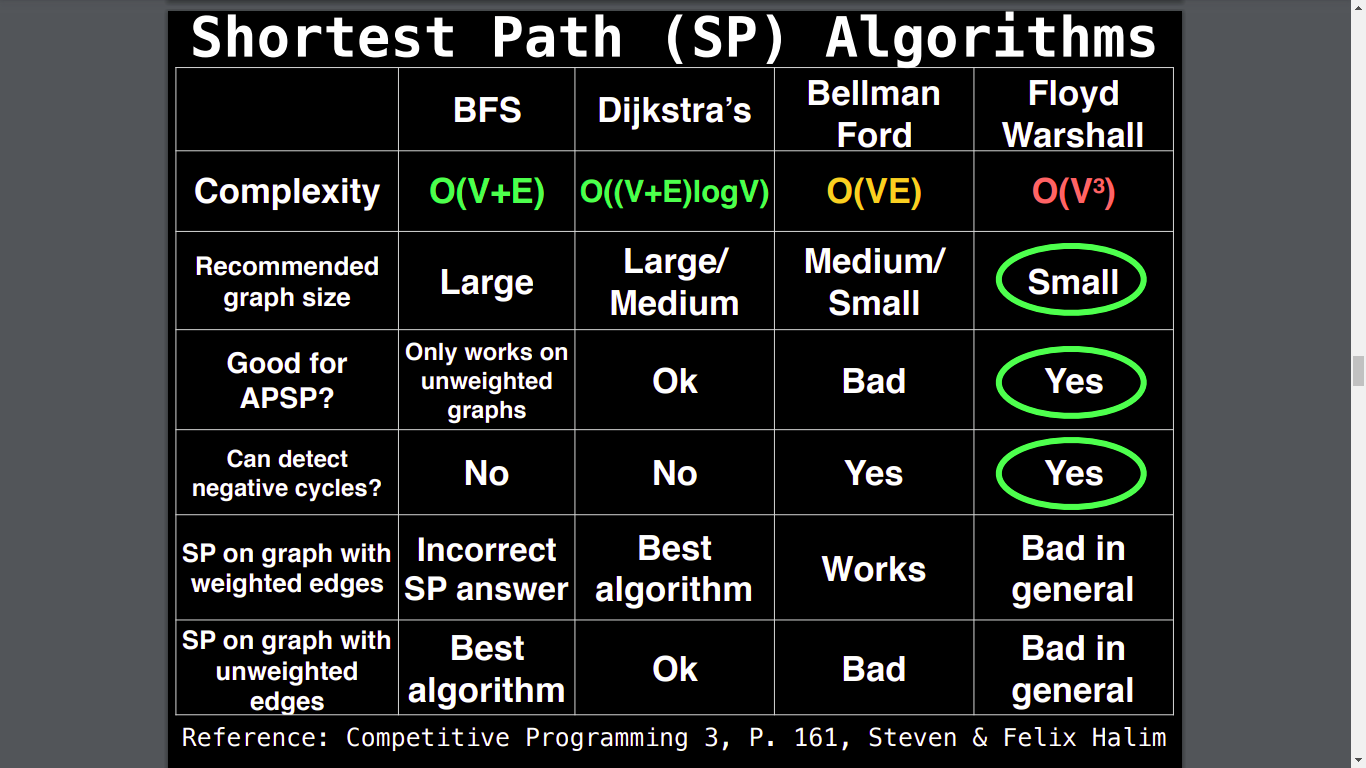 Shortest Path (SP) Algorithms
BFS
Dijkstra’s
Bellman
Ford
Floyd
Warshall
Complexity
O(V+E)
O((V+E)logV)
O(VE)
O(V³)
Recommended
graph size
Large
Large/
Medium
Medium/
Small
Small
Good for
APSP?
Only works on
unweighted
graphs
Ok
Bad
Yes
Can detect
negative cycles?
No
No
Yes
Yes
SP on graph with
weighted edges
Incorrect
SP answer
Best
algorithm
Works
Bad in
general
SP on graph with
unweighted
edges
Best
algorithm
Ok
Bad
Bad in
general
Reference: Competitive Programming 3, P. 161, Steven & Felix Halim